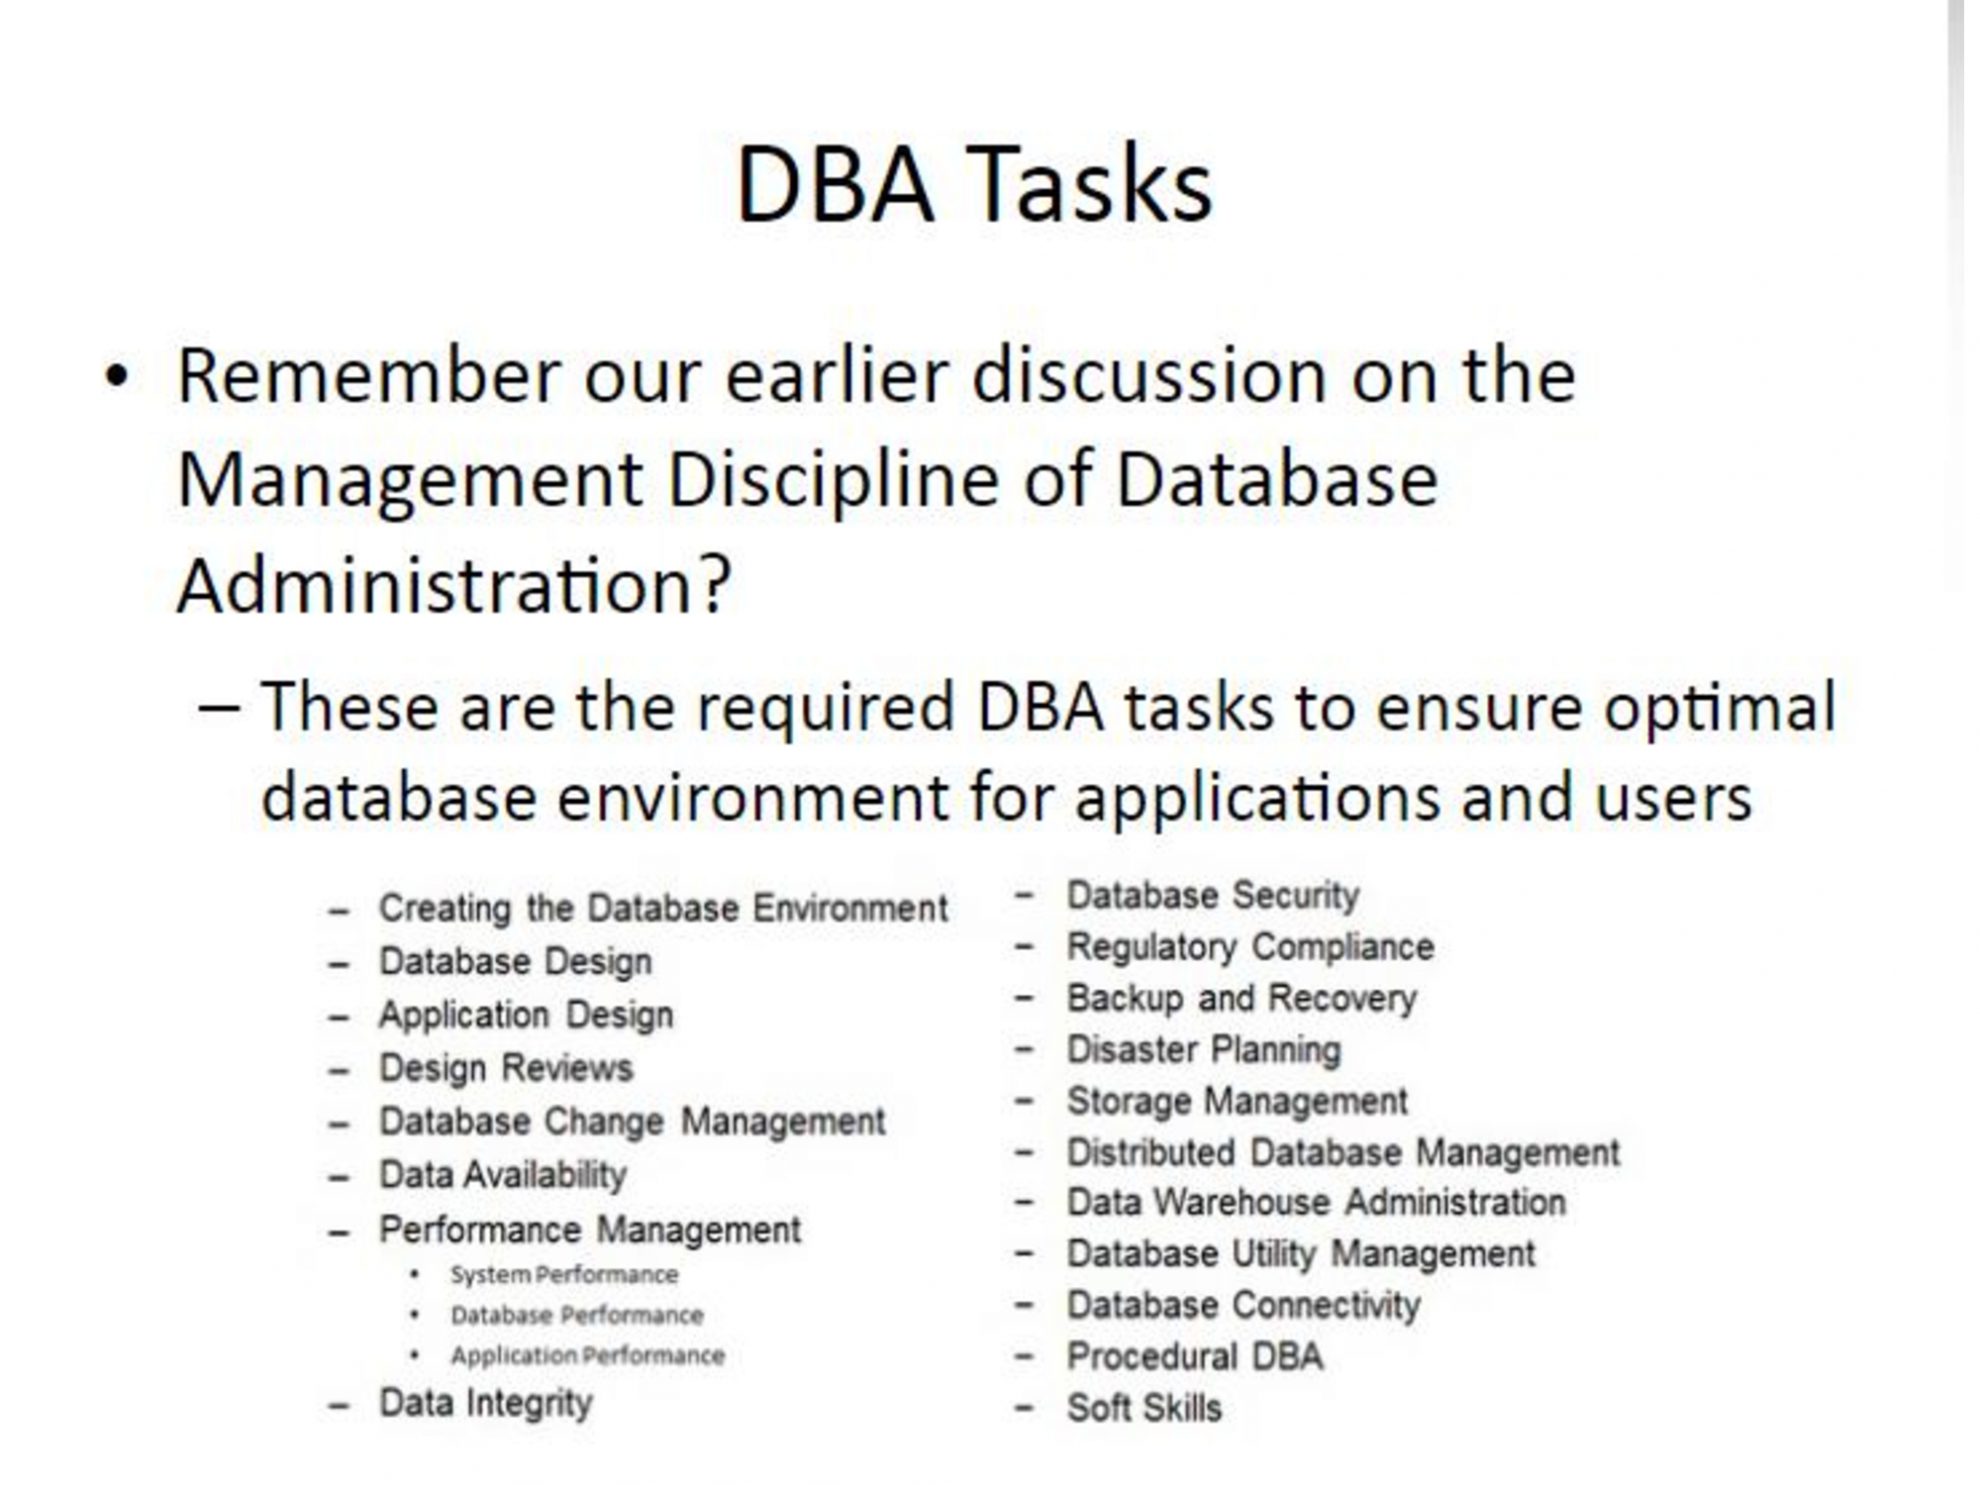 DBA Tasks
• Remember our earlier discussion on the
Management Discipline of Database
Administration?
– These are the required DBA tasks to ensure optimal
database environment for applications and users
– Creating the Database Environment
– Database Design
– Application Design
– Design Reviews
– Database Change Management
– Data Availability
– Performance Management
• System Performance
• Database Performance
• Application Performance
– Data Integrity
– Database Security
– Regulatory Compliance
– Backup and Recovery
– Disaster Planning
– Storage Management
– Distributed Database Management
– Data Warehouse Administration
– Database Utility Management
– Database Connectivity
– Procedural DBA
– Soft Skills